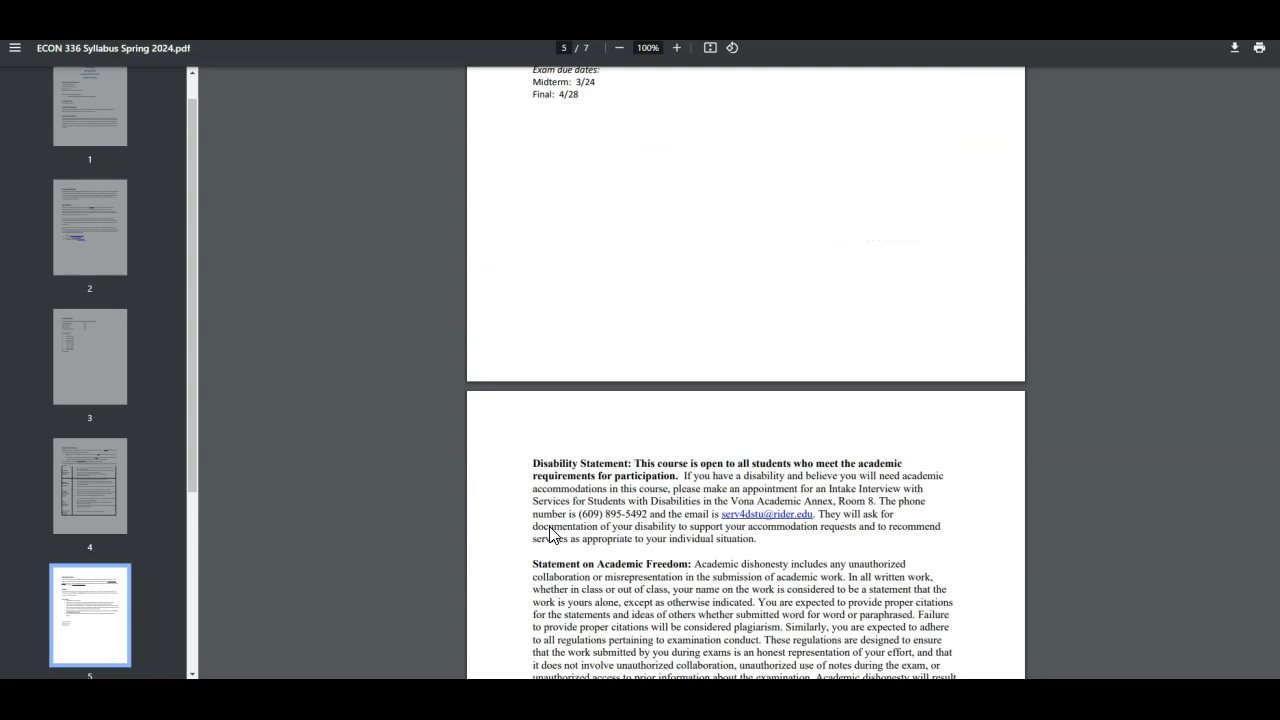 ECON 336 Syllabus Spring 2024.pdf
5 / 7
100%
1
2
3
4
5
Exam due dates:
Midterm: 3/24
Final: 4/28
Disability Statement: This course is open to all students who meet the academic
requirements for participation. If you have a disability and believe you will need academic
accommodations in this course, please make an appointment for an Intake Interview with
Services for Students with Disabilities in the Vona Academic Annex, Room 8. The phone
number is (609) 895-5492 and the email is serv4dstu@rider.edu. They will ask for
documentation of your disability to support your accommodation requests and to recommend
services as appropriate to your individual situation.
Statement on Academic Freedom: Academic dishonesty includes any unauthorized
collaboration or misrepresentation in the submission of academic work. In all written work,
whether in class or out of class, your name on the work is considered to be a statement that the
work is yours alone, except as otherwise indicated. You are expected to provide proper citations
for the statements and ideas of others whether submitted word for word or paraphrased. Failure
to provide proper citations will be considered plagiarism. Similarly, you are expected to adhere
to all regulations pertaining to examination conduct. These regulations are designed to ensure
that the work submitted by you during exams is an honest representation of your effort, and that
it does not involve unauthorized collaboration, unauthorized use of notes during the exam, or
unauthorized access to prior information about the examination. Academic dishonesty will result